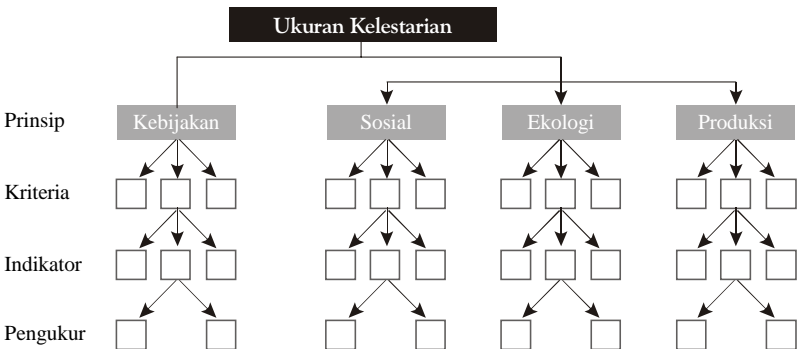 Ukuran Kelestarian
Prinsip
Kebijakan
Sosial
Ekologi
Produksi
Kriteria
Indikator
Pengukur